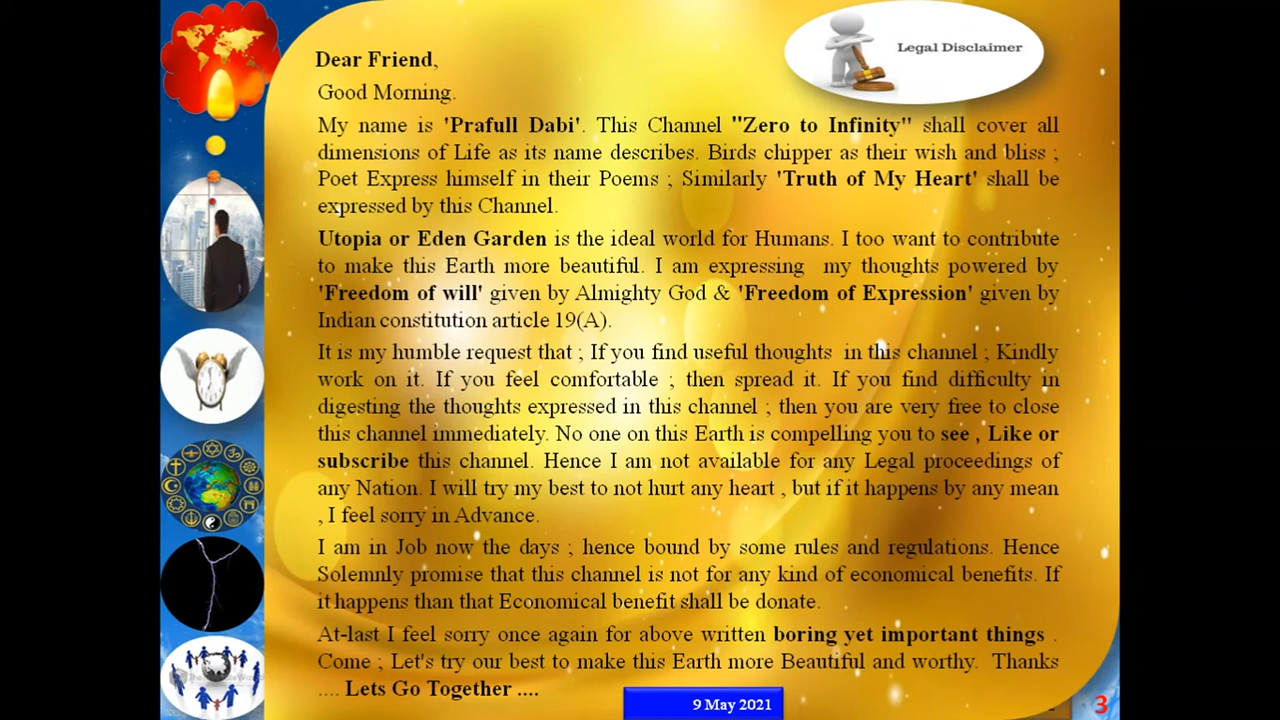 Legal Disclaimer
Dear Friend,
Good Morning.
My name is 'Prafull Dabi'. This Channel "Zero to Infinity" shall cover all
dimensions of Life as its name describes. Birds chipper as their wish and bliss ;
Poet Express himself in their Poems ; Similarly 'Truth of My Heart' shall be
expressed by this Channel.
Utopia or Eden Garden is the ideal world for Humans. I too want to contribute
to make this Earth more beautiful. I am expressing my thoughts powered by
'Freedom of will' given by Almighty God & 'Freedom of Expression' given by
Indian constitution article 19(A).
It is my humble request that ; If you find useful thoughts in this channel ; Kindly
work on it. If you feel comfortable ; then spread it. If you find difficulty in
digesting the thoughts expressed in this channel ; then you are very free to close
this channel immediately. No one on this Earth is compelling you to see , Like or
subscribe this channel. Hence I am not available for any Legal proceedings of
any Nation. I will try my best to not hurt any heart , but if it happens by any mean
, I feel sorry in Advance.
I am in Job now the days ; hence bound by some rules and regulations. Hence
Solemnly promise that this channel is not for any kind of economical benefits. If
it happens than that Economical benefit shall be donate.
At-last I feel sorry once again for above written boring yet important things .
Come ; Let's try our best to make this Earth more Beautiful and worthy. Thanks
.... Lets Go Together ....
9 May 2021
3